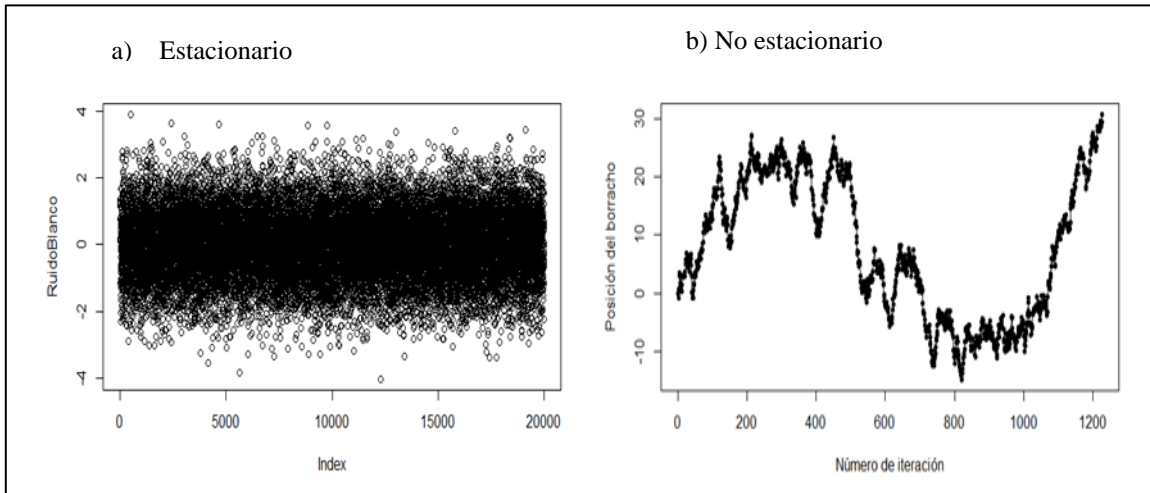 a) Estacionario
b) No estacionario
RuidoBlanco
4
2
0
-2
-4
0 5000 10000 15000 20000
Index
Posición del borracho
30
20
10
0
-10
0 200 400 600 800 1000 1200
Número de iteración